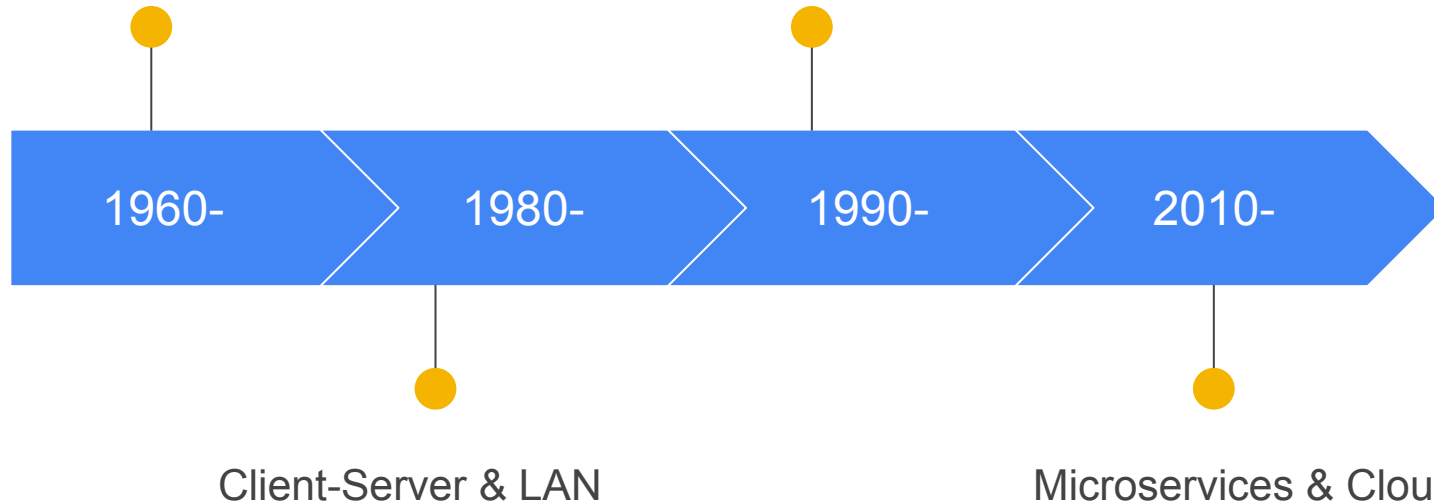 1960-
1980-
1990-
2010-
Client-Server & LAN
Microservices & Clou